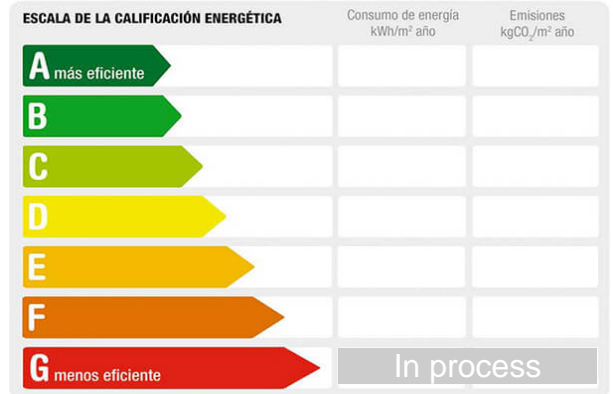 ESCALA DE LA CALIFICACIÓN ENERGÉTICA
Consumo de energía
kWh/m² año
Emisiones
kgCO₂/m² año
A más eficiente
B
C
D
E
F
G menos eficiente
In process